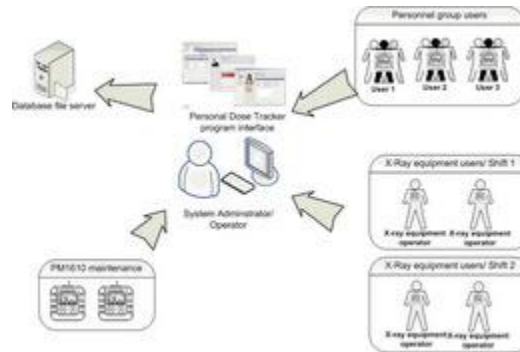 Personnel group users
User 1
User 2
User 3
Database file server
Personal Dose Tracker
program interface
X-Ray equipment users/ Shift 1
X-ray equipment
operator
X-ray equipment
operator
System Adminstrator/
Operator
PM1610 maintenance
X-Ray equipment users/ Shift 2
X-ray equipment
operator
X-ray equipment
operator